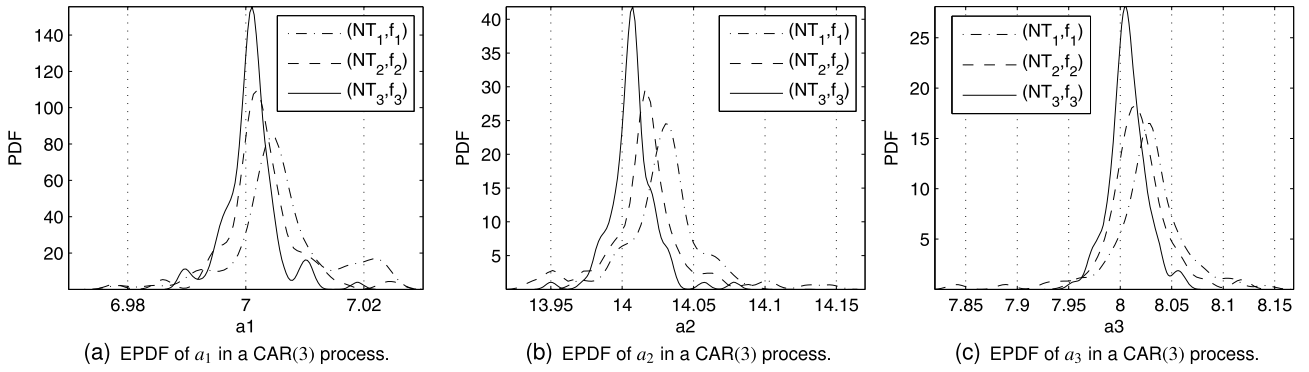 PDF
140
120
100
80
60
40
20
6.98
7
7.02
a1
(NT1,f1)
(NT2,f2)
(NT3,f3)
(a) EPDF of a1 in a CAR(3) process.
PDF
40
35
30
25
20
15
10
5
13.95
14
14.05
14.1
14.15
a2
(NT1,f1)
(NT2,f2)
(NT3,f3)
(b) EPDF of a2 in a CAR(3) process.
PDF
25
20
15
10
5
7.85
7.9
7.95
8
8.05
8.1
8.15
a3
(NT1,f1)
(NT2,f2)
(NT3,f3)
(c) EPDF of a3 in a CAR(3) process.